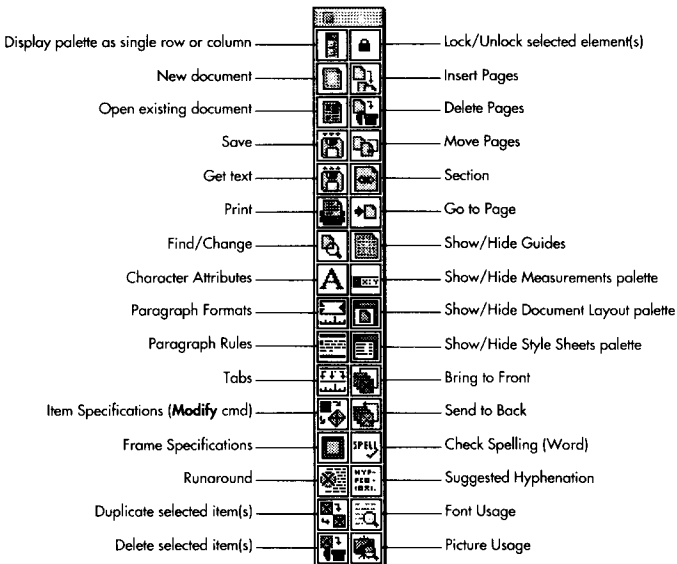 Display palette as single row or column
Lock/Unlock selected element(s)
New document
Insert Pages
Open existing document
Delete Pages
Save
Move Pages
Get text
Section
Print
Go to Page
Find/Change
Show/Hide Guides
Character Attributes
A
X:Y
Show/Hide Measurements palette
Paragraph Formats
Show/Hide Document Layout palette
Paragraph Rules
Show/Hide Style Sheets palette
Tabs
Bring to Front
Item Specifications (Modify cmd)
Send to Back
Frame Specifications
SPELL
Check Spelling (Word)
Runaround
Suggested Hyphenation
Duplicate selected item(s)
Font Usage
Delete selected item(s)
Picture Usage